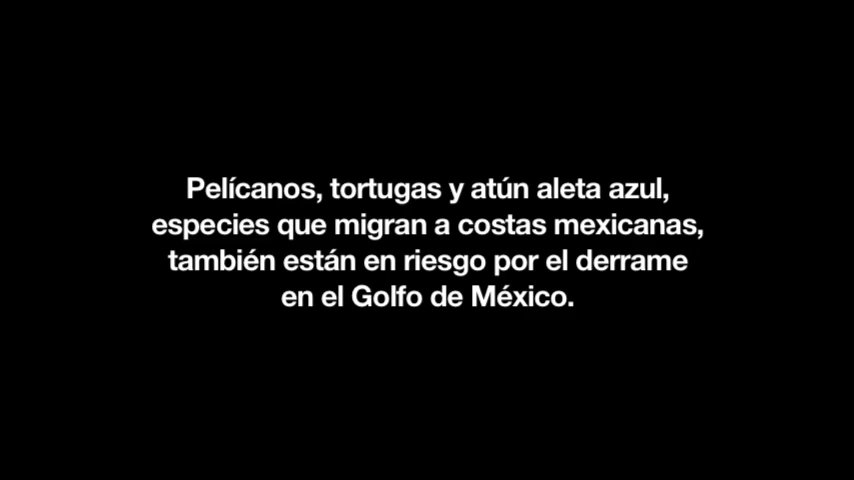 Pelícanos, tortugas y atún aleta azul,
especies que migran a costas mexicanas,
también están en riesgo por el derrame
en el Golfo de México.